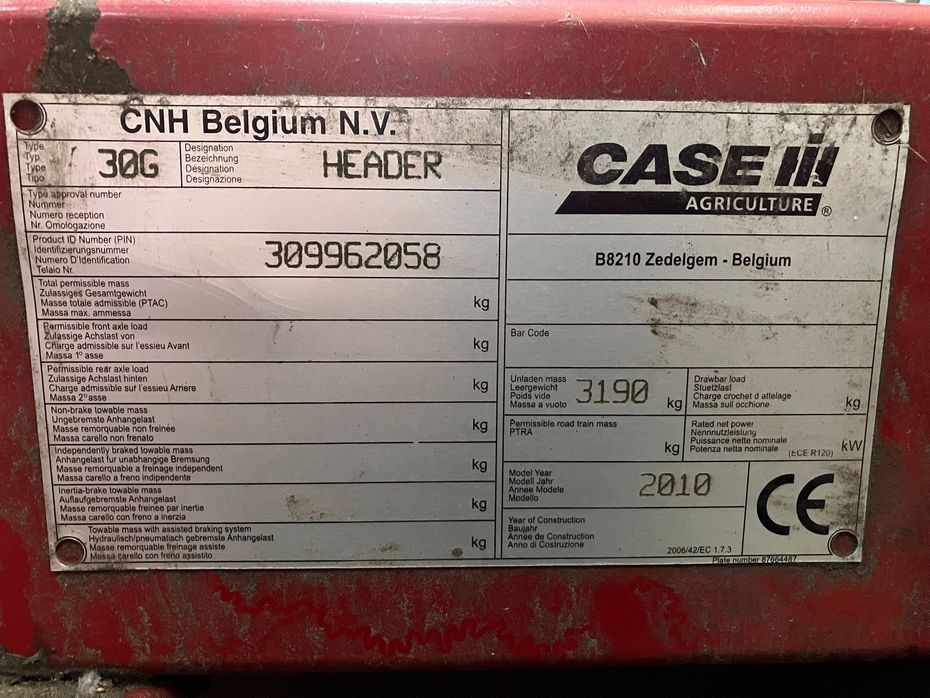 CNH Belgium N.V.
Type
Typ
Type
Tipo
30G
Designation
Bezeichnung
Désignation
Designazione
HEADER
Type approval number
Nummer
Numero reception
Nr. Omologazione
Product ID Number (PIN)
Identifizierungsnummer
Numero D'Identification
Telaio Nr.
309962058
Total permissible mass
Zulassiges Gesamtgewicht
Masse totale admissible (PTAC)
Massa max. ammessa
kg
Permissible front axle load
Zulassige Achslast von
Charge admissible sur l'essieu Avant
Massa 1° asse
kg
Permissible rear axle load
Zulassige Achslast hinten
Charge admissible sur l'essieu Arriere
Massa 2° asse
kg
Non-brake towable mass
Ungebremste Anhangelast
Masse remorquable non freinée
Massa carello non frenato
kg
Independently braked towable mass
Anhangelast fur unabhangige Bremsung
Masse remorquable a freinage independent
Massa carello a freno independente
kg
Inertia-brake towable mass
Auflaufgebremste Anhangelast
Masse remorquable freinée par inertie
Massa carello con freno a inerzia
kg
Towable mass with assisted braking system
Hydraulisch/pneumatisch gebremste Anhangelast
Masse remorquable freinage assiste
Massa carello con freno assistito
kg
CASE IH
AGRICULTURE ®
B8210 Zedelgem - Belgium
Bar Code
Unladen mass
Leergewicht
Poids vide
Massa a vuoto
3190 kg
Drawbar load
Stuetzlast
Charge crochet d attelage
Massa sull occhione
kg
Permissible road train mass
PTRA
kg
Rated net power
Nennnutzleistung
Puissance nette nominale
Potenza netta nominale
(ECE R120)
kW
Model Year
Modell Jahr
Annee Modele
Modello
2010
Year of Construction
Baujahr
Année de Construction
Anno di Costruzione
2006/42/EC 1.7.3
CE
Plate number 87664487